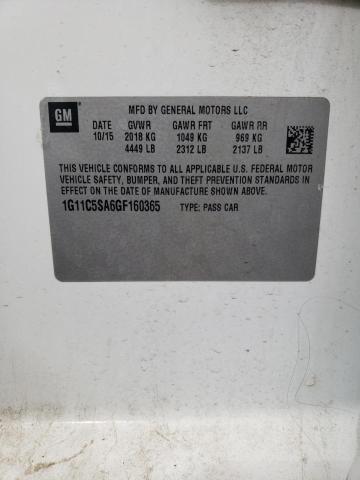 GM
MFD BY GENERAL MOTORS LLC
DATE GVWR GAWR FRT GAWR RR
10/15 2018 KG 1049 KG 969 KG
4449 LB 2312 LB 2137 LB
THIS VEHICLE CONFORMS TO ALL APPLICABLE U.S. FEDERAL MOTOR
VEHICLE SAFETY, BUMPER, AND THEFT PREVENTION STANDARDS IN
EFFECT ON THE DATE OF MANUFACTURE SHOWN ABOVE.
1G11C5SA6GF160365 TYPE: PASS CAR